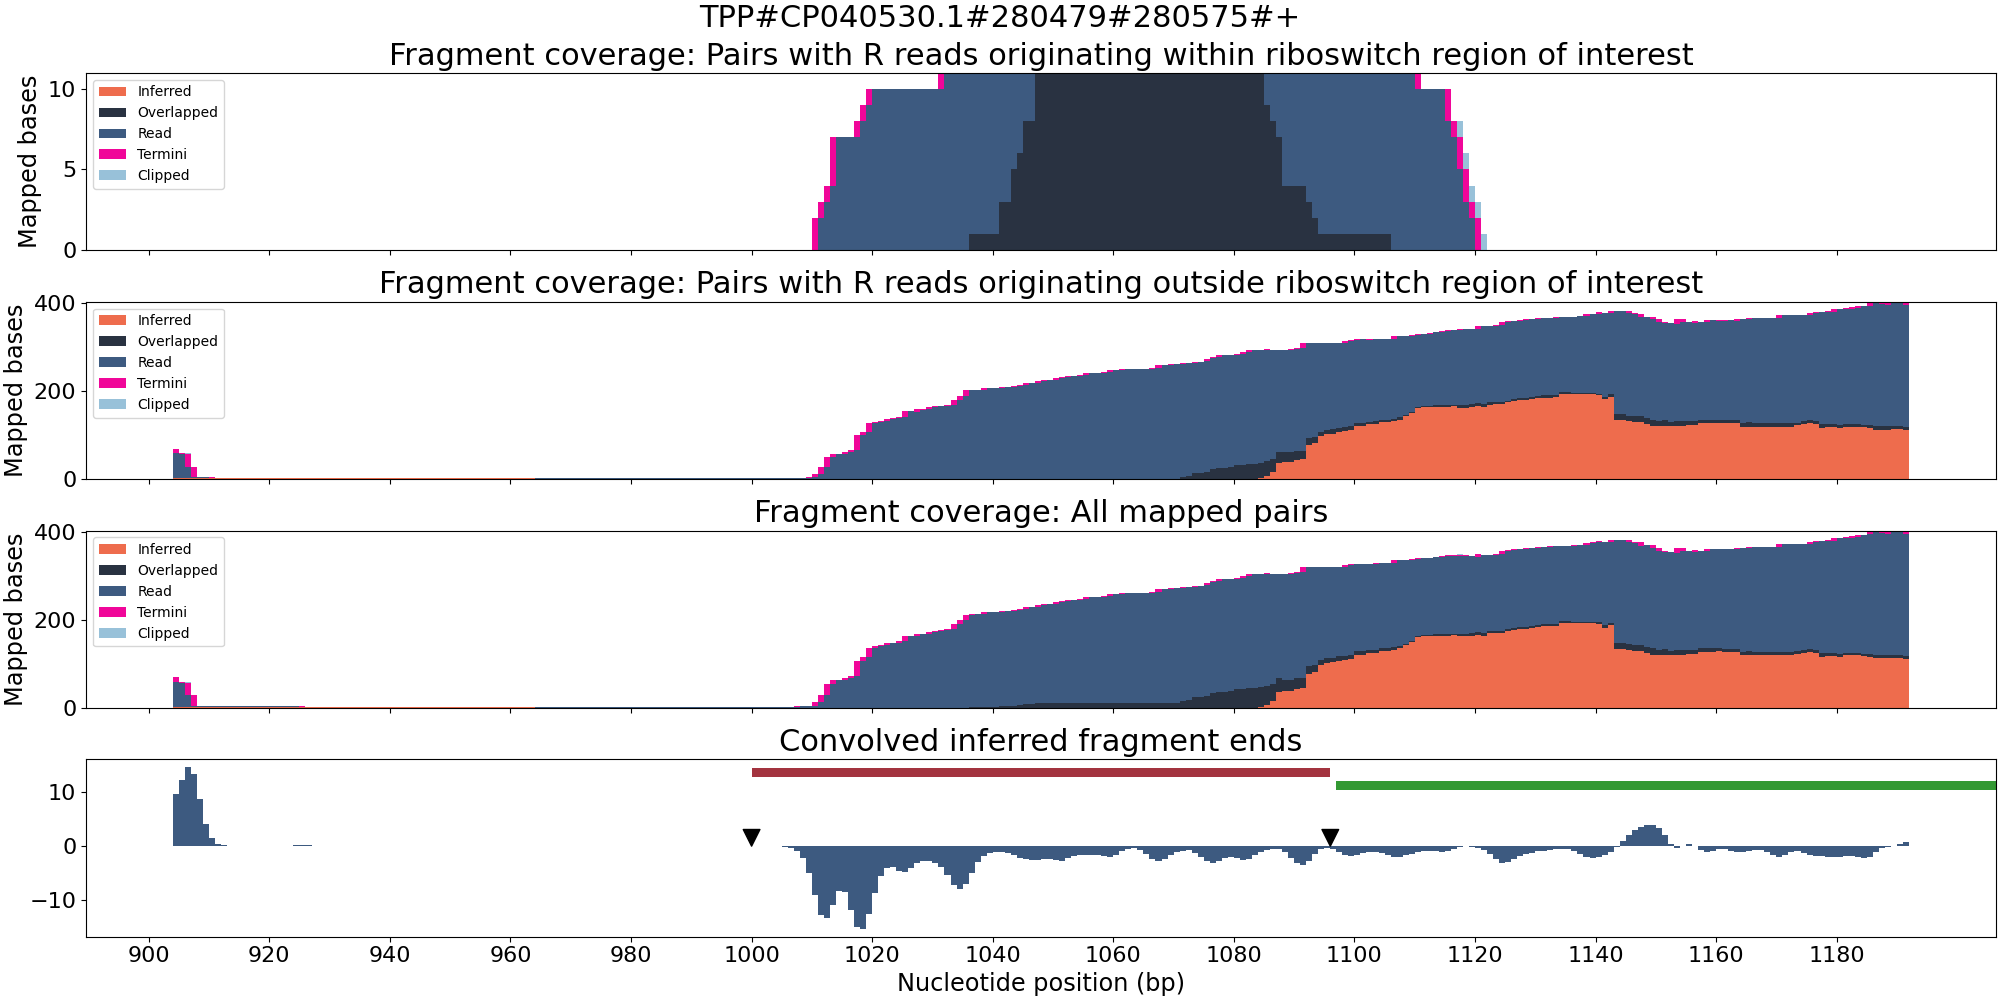 TPP#CP040530.1#280479#280575#+
Fragment coverage: Pairs with R reads originating within riboswitch region of interest
Mapped bases
10
5
0
Inferred
Overlapped
Read
Termini
Clipped
Fragment coverage: Pairs with R reads originating outside riboswitch region of interest
Mapped bases
400
200
0
Inferred
Overlapped
Read
Termini
Clipped
Fragment coverage: All mapped pairs
Mapped bases
400
200
0
Inferred
Overlapped
Read
Termini
Clipped
Convolved inferred fragment ends
10
0
−10
900 920 940 960 980 1000 1020 1040 1060 1080 1100 1120 1140 1160 1180
Nucleotide position (bp)